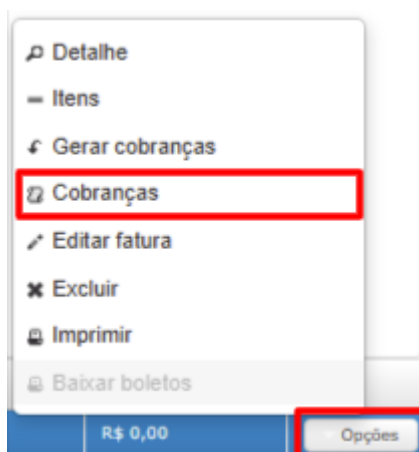 Detalhe
Itens
Gerar cobranças
Cobranças
Editar fatura
Excluir
Imprimir
Baixar boletos
R$ 0,00 Opções